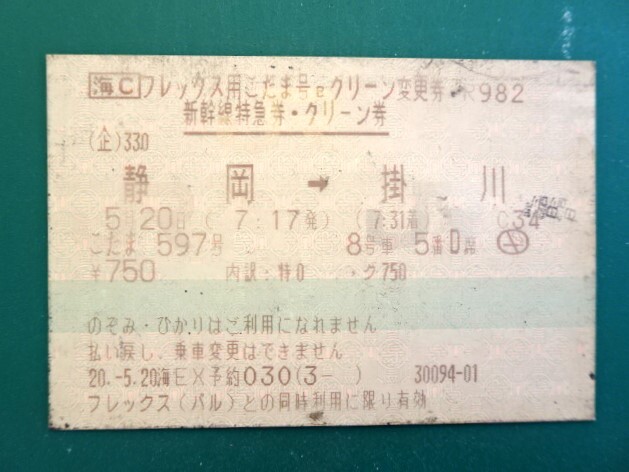 海C フレックス用こだま号eグリーン変更券 982
新幹線特急券・グリーン券
(企)330
静岡 → 掛川
5月20日 ( 7:17発) (7:31着) C34
こだま 597号 8号車 5番D席
¥750 内訳:特0 ・グ750
のぞみ・ひかりはご利用になれません
払い戻し、乗車変更はできません
20.-5.20海EX予約030(3- ) 30094-01
フレックス(パル)との同時利用に限り有効